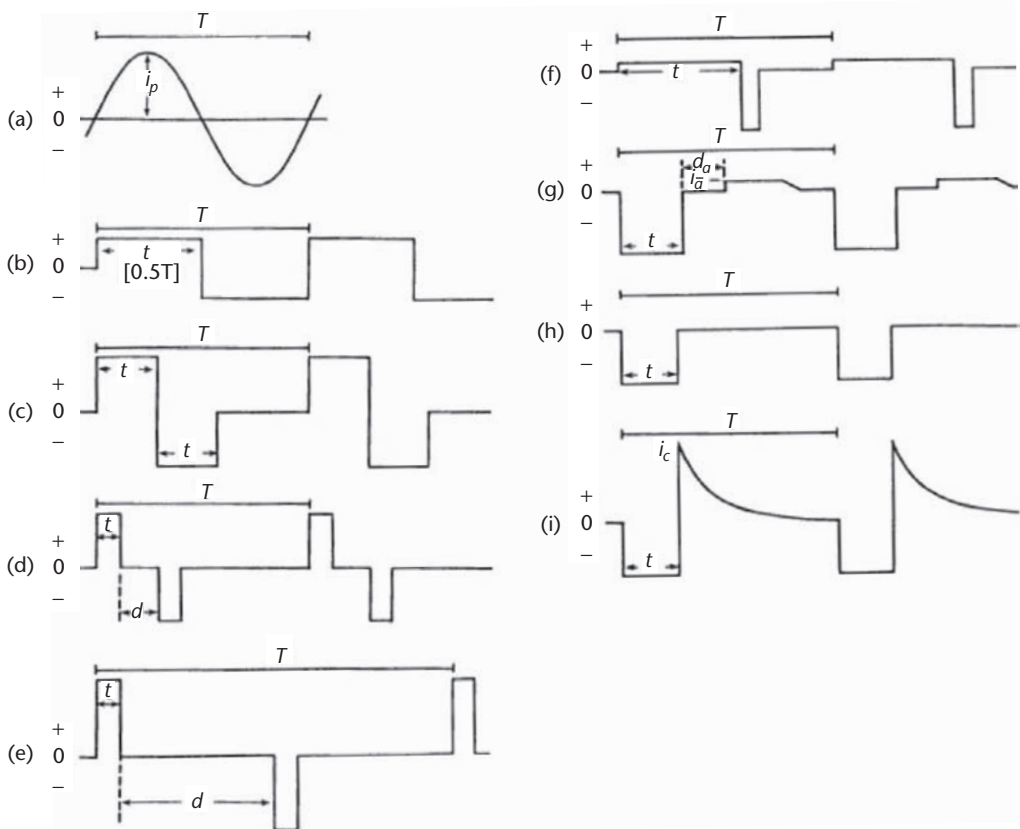 T
i_p
+
(a) 0
−
T
+
t
(b) 0
[0.5T]
−
T
t
+
(c) 0
−
t
T
t
+
(d) 0
−
d
T
t
+
(e) 0
−
d
T
+
(f) 0
t
−
T
d_a
+
i_a̅
(g) 0
−
t
T
+
(h) 0
−
t
T
i_c
+
(i) 0
−
t